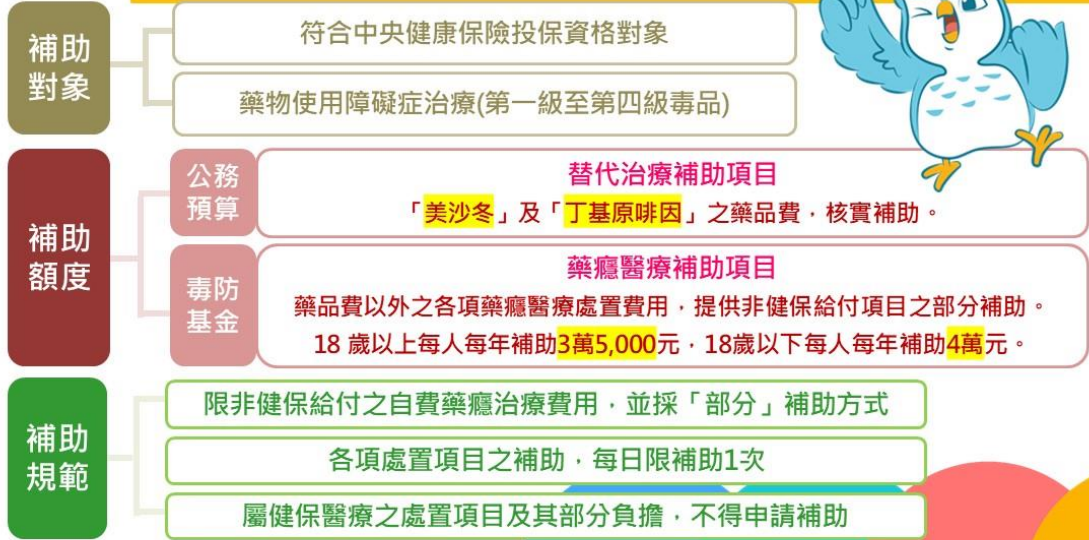 補助
對象
符合中央健康保險投保資格對象
藥物使用障礙症治療(第一級至第四級毒品)
補助
額度
公務
預算
替代治療補助項目
「美沙冬」及「丁基原啡因」之藥品費，核實補助。
毒防
基金
藥癮醫療補助項目
藥品費以外之各項藥癮醫療處置費用，提供非健保給付項目之部分補助。
18 歲以上每人每年補助3萬5,000元，18歲以下每人每年補助4萬元。
補助
規範
限非健保給付之自費藥癮治療費用，並採「部分」補助方式
各項處置項目之補助，每日限補助1次
屬健保醫療之處置項目及其部分負擔，不得申請補助